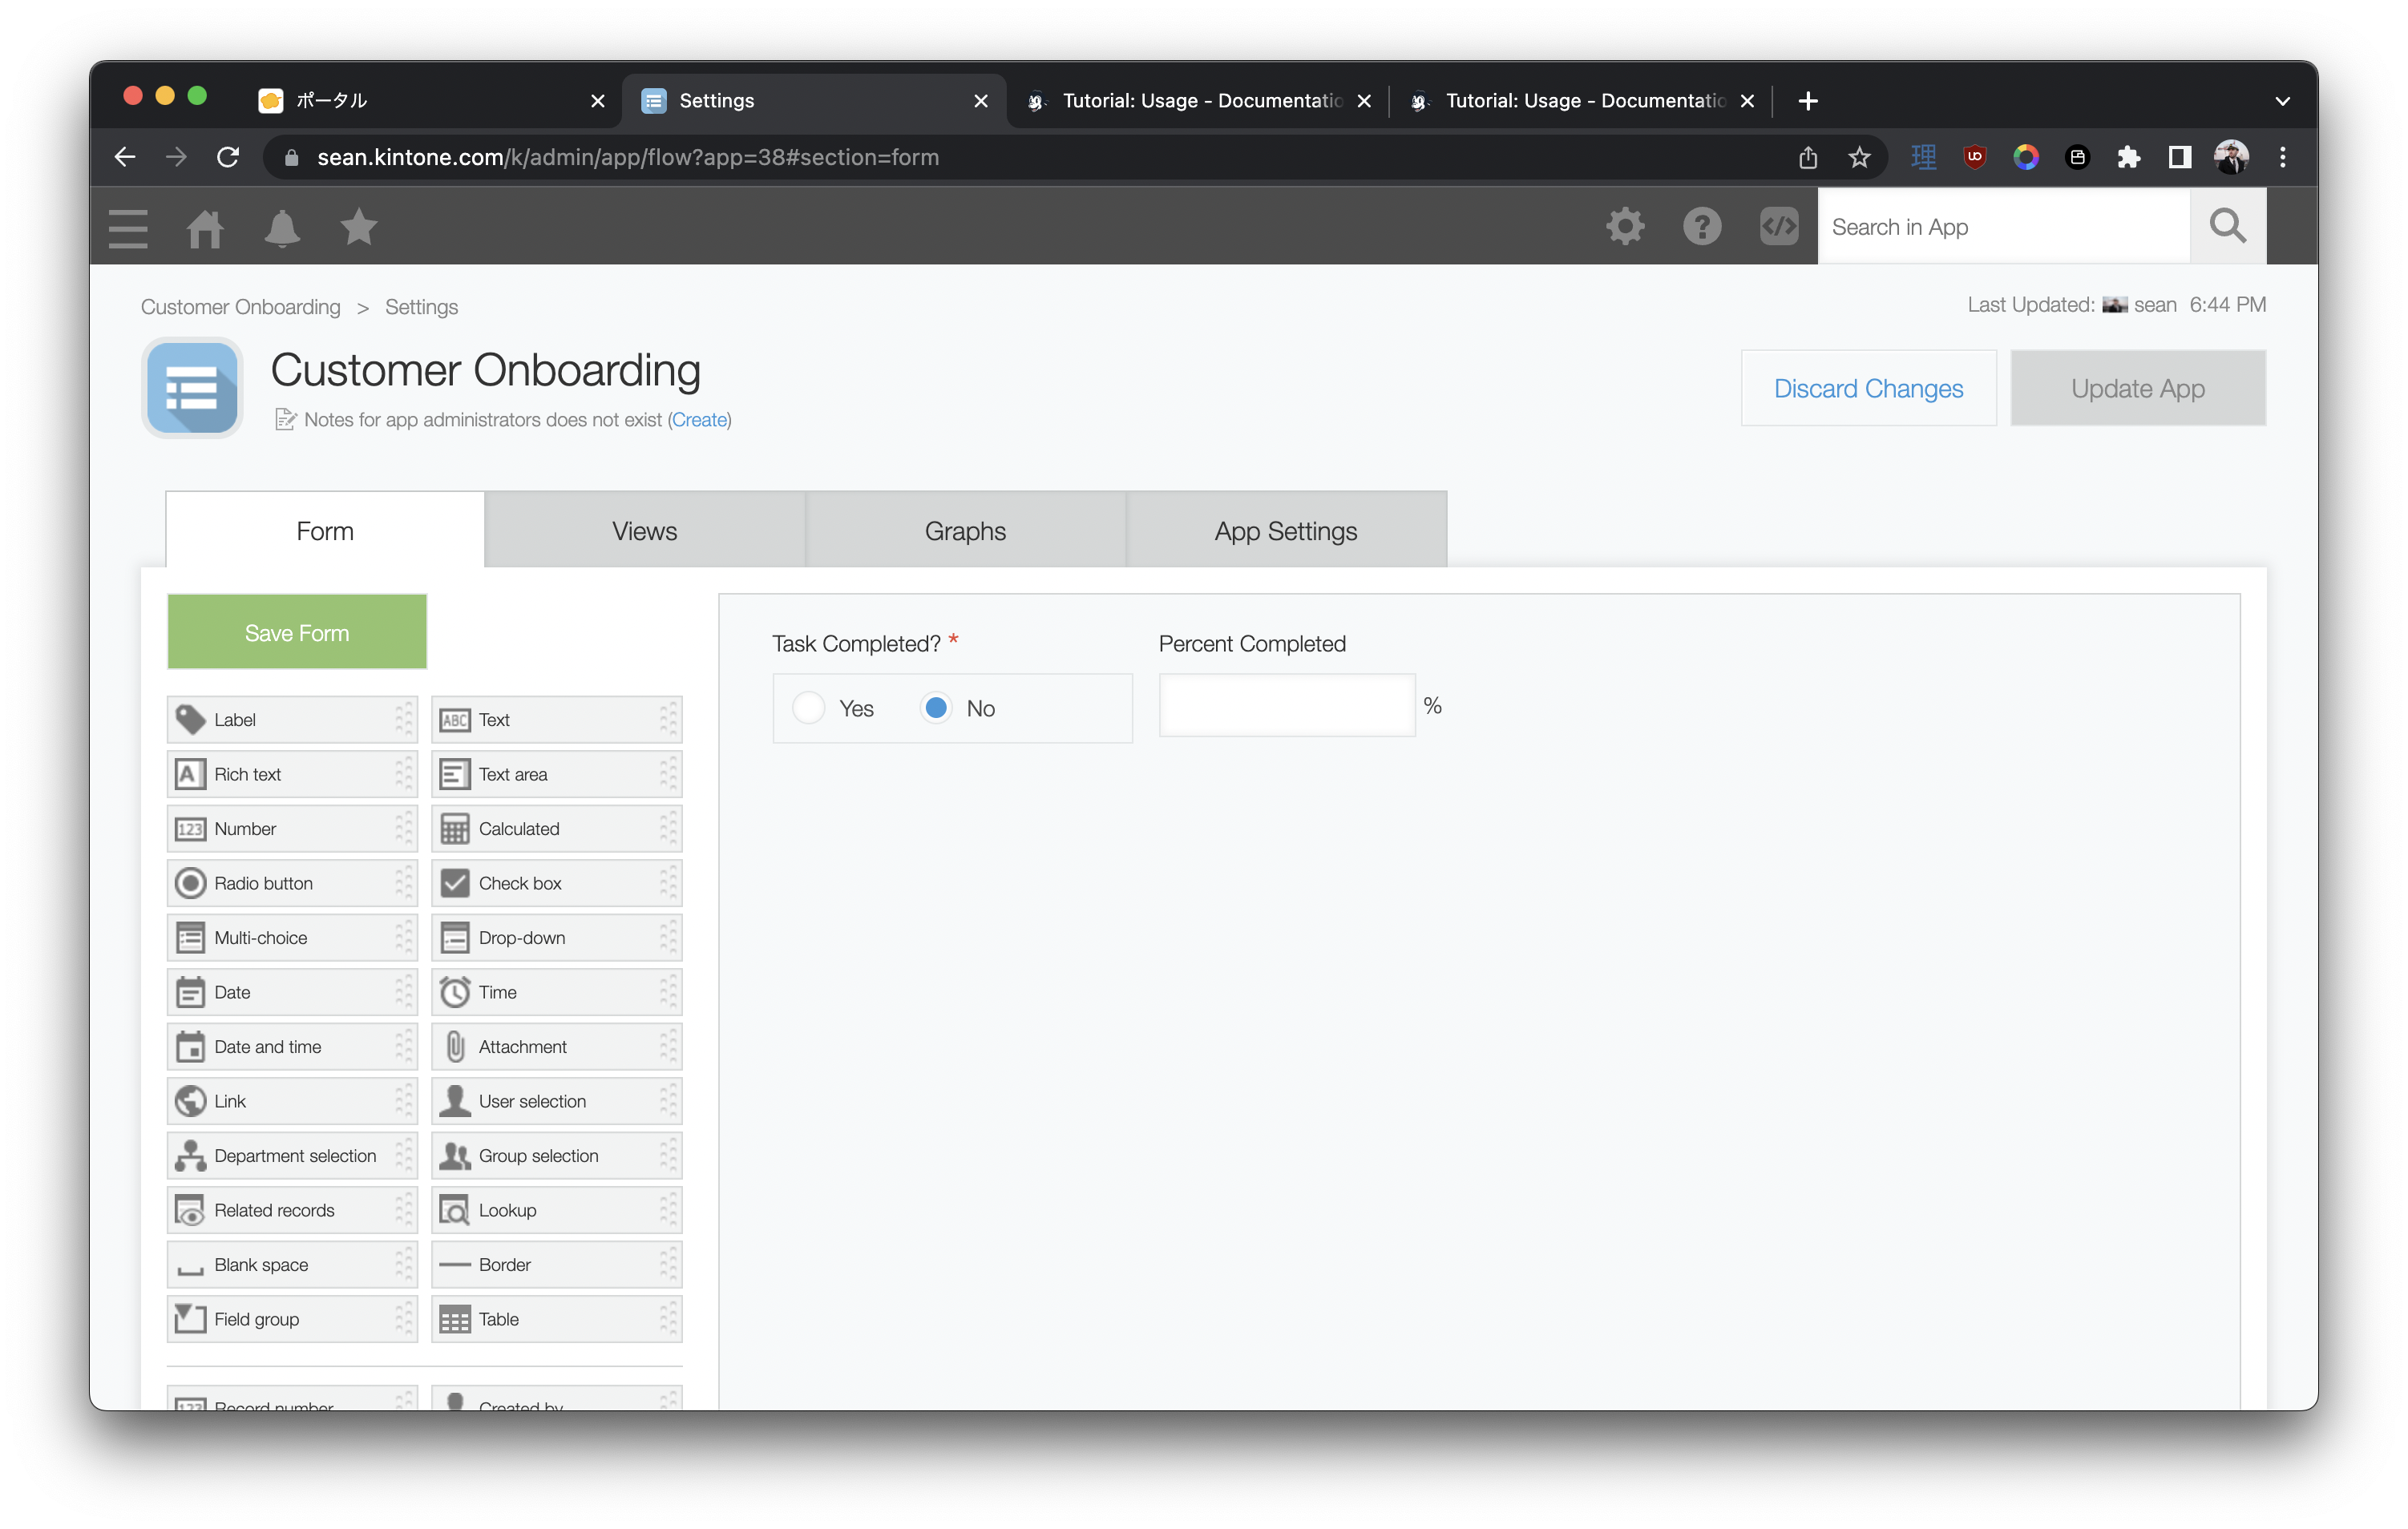 ポータル
Settings
Tutorial: Usage - Documentatio
Tutorial: Usage - Documentatio
sean.kintone.com/k/admin/app/flow?app=38#section=form
理
Search in App
Customer Onboarding > Settings
Last Updated: sean 6:44 PM
Customer Onboarding
Notes for app administrators does not exist (Create)
Discard Changes
Update App
Form
Views
Graphs
App Settings
Save Form
Task Completed? *
Percent Completed
Yes
No
%
Label
ABC Text
A Rich text
Text area
123 Number
Calculated
Radio button
Check box
Multi-choice
Drop-down
Date
Time
Date and time
Attachment
Link
User selection
Department selection
Group selection
Related records
Lookup
Blank space
Border
Field group
Table
123 Record number
Created by